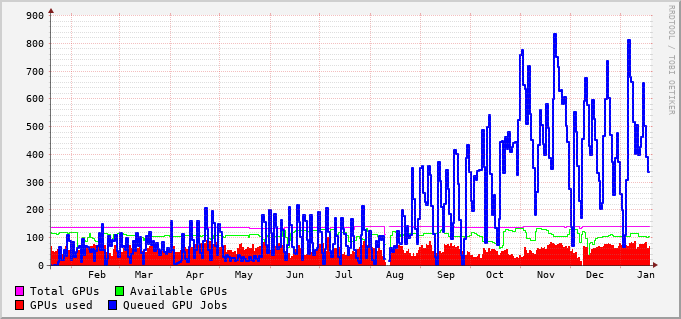 900
800
700
600
500
400
300
200
100
0
Feb Mar Apr May Jun Jul Aug Sep Oct Nov Dec Jan
Total GPUs Available GPUs
GPUs used Queued GPU Jobs
RRDTOOL / TOBI OETIKER